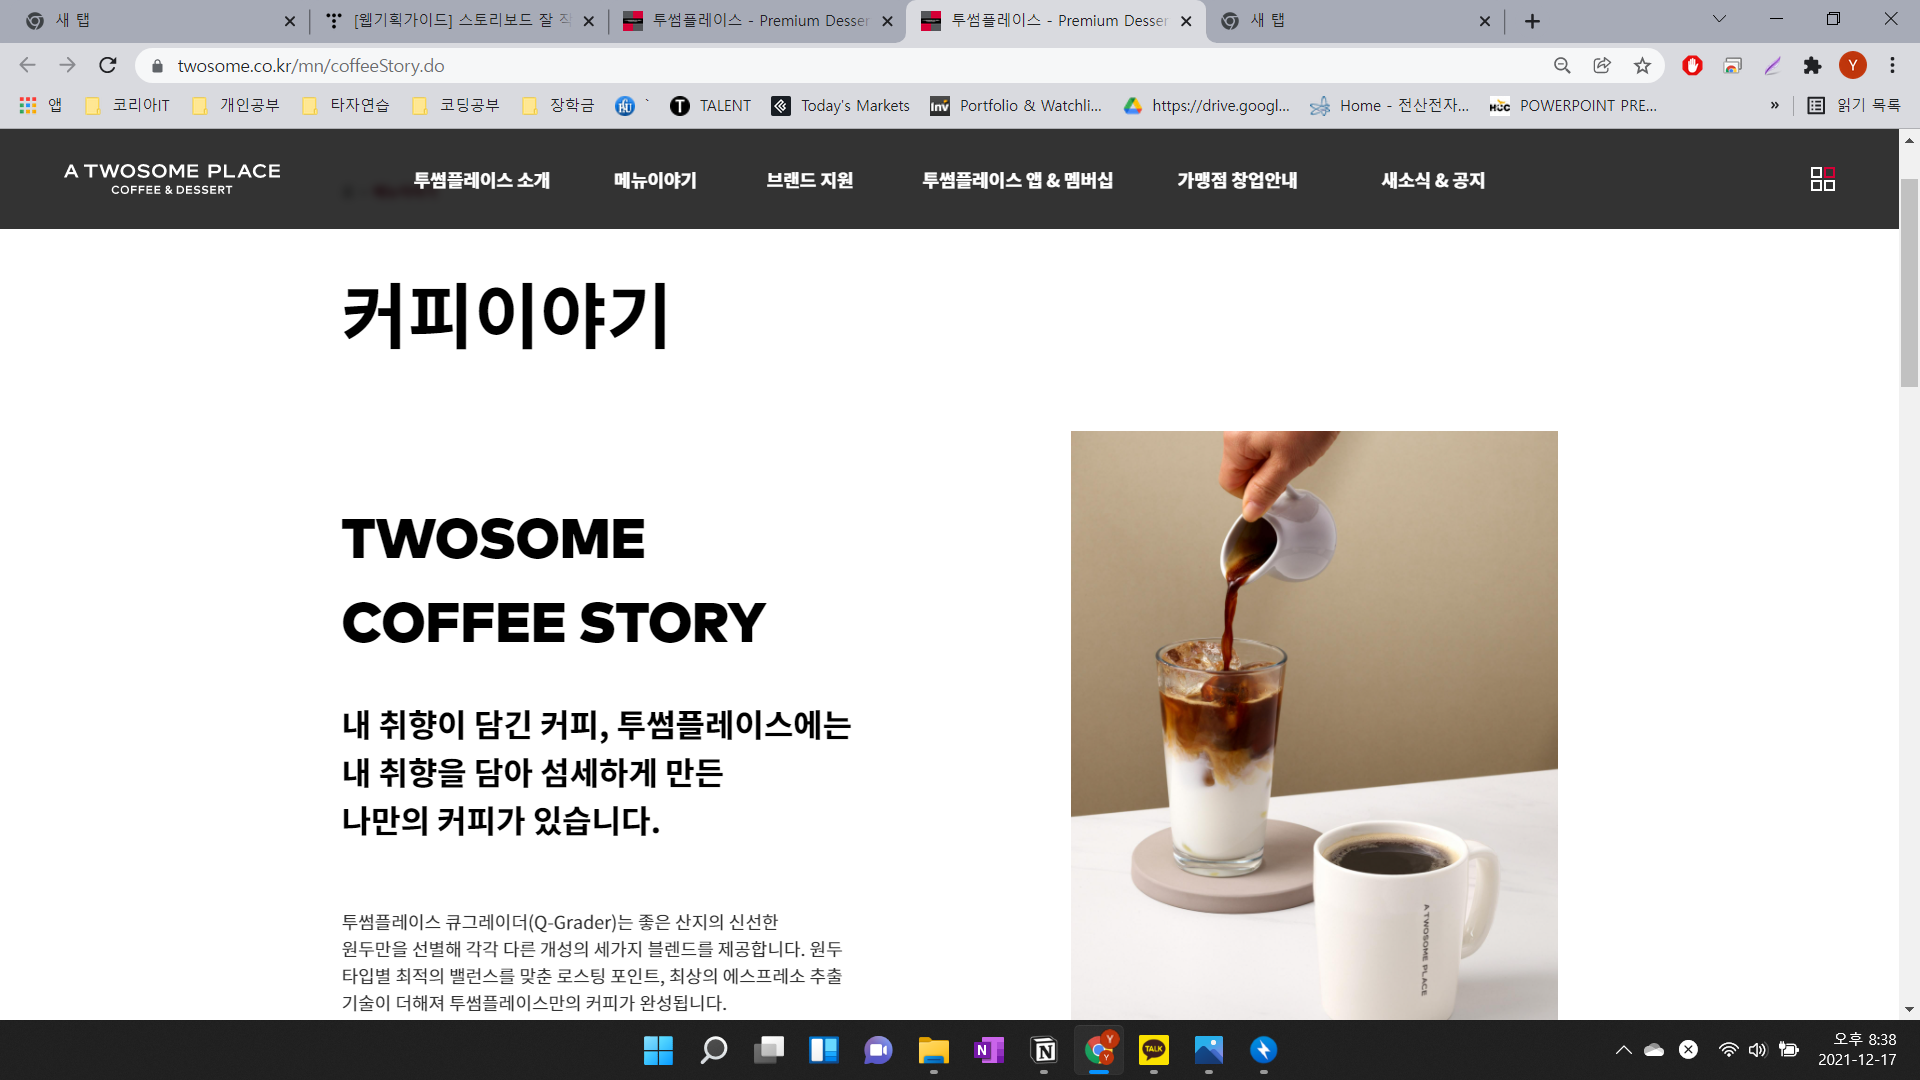 새 탭
[웹기획가이드] 스토리보드 잘 작
투썸플레이스 - Premium Desser
투썸플레이스 - Premium Desser
새 탭
twosome.co.kr/mn/coffeeStory.do
Y
앱
코리아IT
개인공부
타자연습
코딩공부
장학금
`
TALENT
Today's Markets
Portfolio & Watchli...
https://drive.googl...
Home - 전산전자...
POWERPOINT PRE...
»
읽기 목록
A TWOSOME PLACE
COFFEE & DESSERT
투썸플레이스 소개
메뉴이야기
브랜드 지원
투썸플레이스 앱 & 멤버십
가맹점 창업안내
새소식 & 공지
커피이야기
TWOSOME
COFFEE STORY
내 취향이 담긴 커피, 투썸플레이스에는
내 취향을 담아 섬세하게 만든
나만의 커피가 있습니다.
투썸플레이스 큐그레이더(Q-Grader)는 좋은 산지의 신선한
원두만을 선별해 각각 다른 개성의 세가지 블렌드를 제공합니다. 원두
타입별 최적의 밸런스를 맞춘 로스팅 포인트, 최상의 에스프레소 추출
기술이 더해져 투썸플레이스만의 커피가 완성됩니다.
A TWOSOME PLACE
오후 8:38
2021-12-17